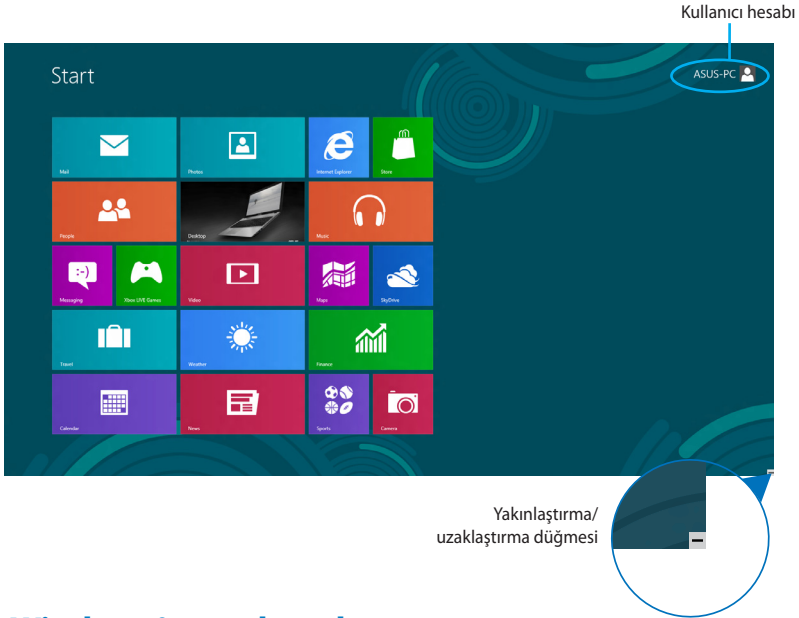 Kullanıcı hesabı
Start
ASUS-PC
Mail
Photos
Internet Explorer
Store
People
Desktop
Music
Messaging
Xbox LIVE Games
Video
Maps
SkyDrive
Travel
Weather
Finance
Calendar
News
Sports
Camera
Yakınlaştırma/
uzaklaştırma düğmesi